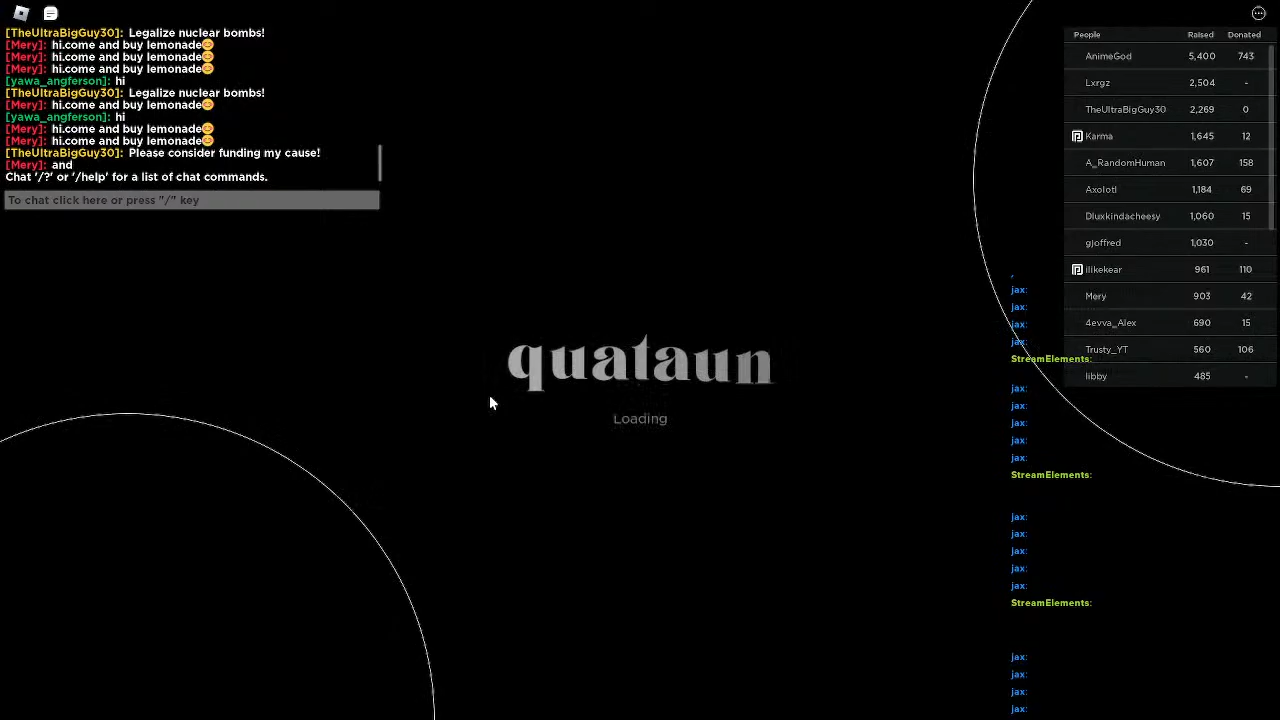 [TheUltraBigGuy30]: Legalize nuclear bombs!
[Mery]: hi.come and buy lemonade😊
[Mery]: hi.come and buy lemonade😊
[Mery]: hi.come and buy lemonade😊
[yawa_angferson]: hi
[TheUltraBigGuy30]: Legalize nuclear bombs!
[Mery]: hi.come and buy lemonade😊
[yawa_angferson]: hi
[Mery]: hi.come and buy lemonade😊
[Mery]: hi.come and buy lemonade😊
[TheUltraBigGuy30]: Please consider funding my cause!
[Mery]: and
Chat '/?' or '/help' for a list of chat commands.
To chat click here or press "/" key
People Raised Donated
AnimeGod 5,400 743
Lxrgz 2,504 -
TheUltraBigGuy30 2,269 0
Karma 1,645 12
A_RandomHuman 1,607 158
Axolotl 1,184 69
Dluxkindacheesy 1,060 15
gjoffred 1,030 -
ilikekear 961 110
Mery 903 42
4evva_Alex 690 15
Trusty_YT 560 106
libby 485 -
quataun
Loading
jax:
jax:
jax:
jax:
StreamElements:
jax:
jax:
jax:
jax:
jax:
StreamElements:
jax:
jax:
jax:
jax:
jax:
StreamElements:
jax:
jax:
jax:
jax: